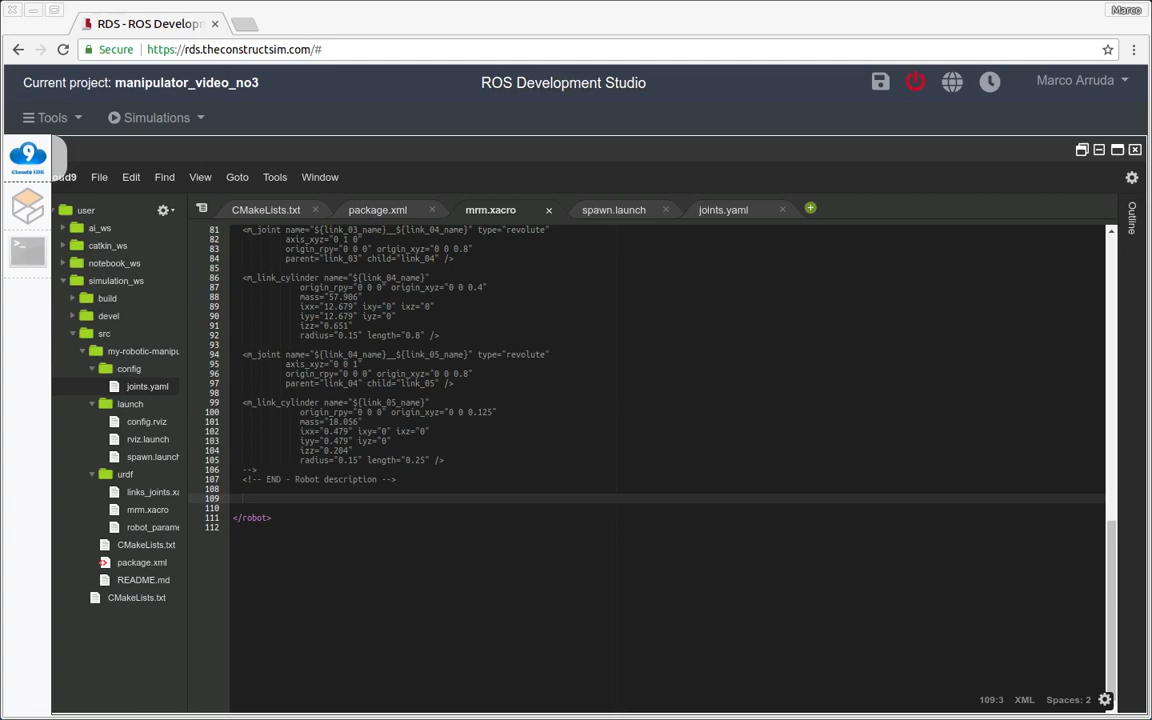 Marco
RDS - ROS Develop
Secure
https://rds.theconstructsim.com/#
Current project: manipulator_video_no3
ROS Development Studio
Marco Arruda
Tools
Simulations
Cloud9 IDE
oud9
File
Edit
Find
View
Goto
Tools
Window
user
ai_ws
catkin_ws
notebook_ws
simulation_ws
build
devel
src
my-robotic-manipu
config
joints.yaml
launch
config.rviz
rviz.launch
spawn.launch
urdf
links_joints.xa
mrm.xacro
robot_parame
CMakeLists.txt
package.xml
README.md
CMakeLists.txt
CMakeLists.txt
package.xml
mrm.xacro
spawn.launch
joints.yaml
Outline
81 <m_joint name="${link_03_name}__${link_04_name}" type="revolute"
82 axis_xyz="0 1 0"
83 origin_rpy="0 0 0" origin_xyz="0 0 0.8"
84 parent="link_03" child="link_04" />
85
86 <m_link_cylinder name="${link_04_name}"
87 origin_rpy="0 0 0" origin_xyz="0 0 0.4"
88 mass="57.906"
89 ixx="12.679" ixy="0" ixz="0"
90 iyy="12.679" iyz="0"
91 izz="0.651"
92 radius="0.15" length="0.8" />
93
94 <m_joint name="${link_04_name}__${link_05_name}" type="revolute"
95 axis_xyz="0 0 1"
96 origin_rpy="0 0 0" origin_xyz="0 0 0.8"
97 parent="link_04" child="link_05" />
98
99 <m_link_cylinder name="${link_05_name}"
100 origin_rpy="0 0 0" origin_xyz="0 0 0.125"
101 mass="18.056"
102 ixx="0.479" ixy="0" ixz="0"
103 iyy="0.479" iyz="0"
104 izz="0.204"
105 radius="0.15" length="0.25" />
106 -->
107 <!-- END - Robot description -->
108
109
110
111 </robot>
112
109:3
XML
Spaces: 2